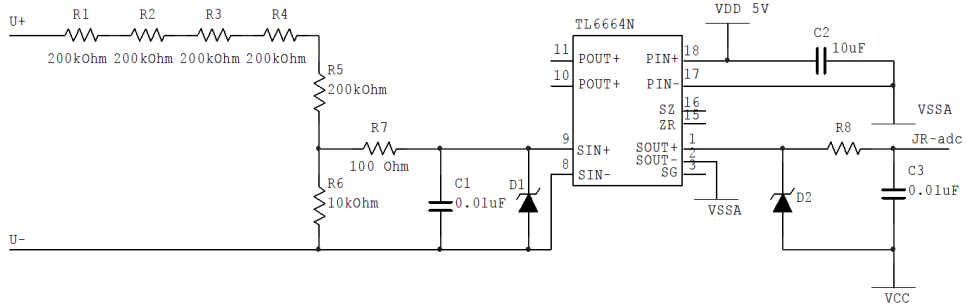 U+
R1
R2
R3
R4
200kOhm
200kOhm
200kOhm
200kOhm
R5
200kOhm
R7
100 Ohm
R6
10kOhm
U-
C1
0.01uF
D1
TL6664N
11
POUT+
PIN+
18
10
POUT+
PIN-
17
SZ
16
ZR
15
9
SIN+
SOUT+
1
SOUT-
2
8
SIN-
SG
3
VDD 5V
C2
10uF
VSSA
VSSA
R8
JR-adc
D2
C3
0.01uF
VCC